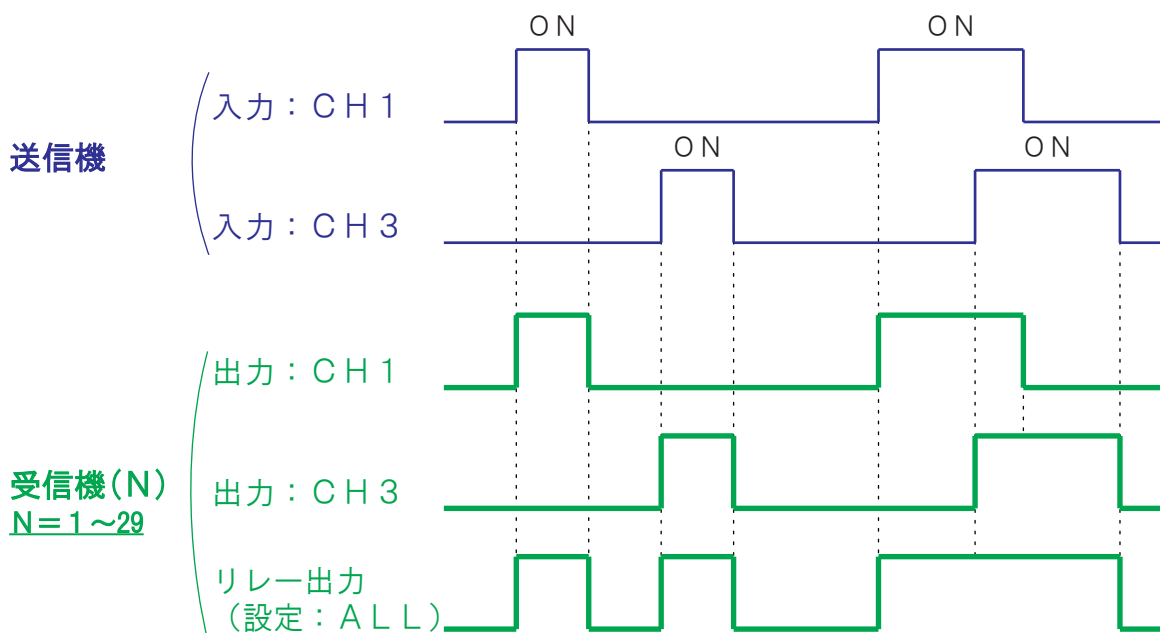 ON
ON
入力：CH1
ON
ON
送信機
入力：CH3
出力：CH1
受信機(N)
N＝1～29
出力：CH3
リレー出力
（設定：ALL）